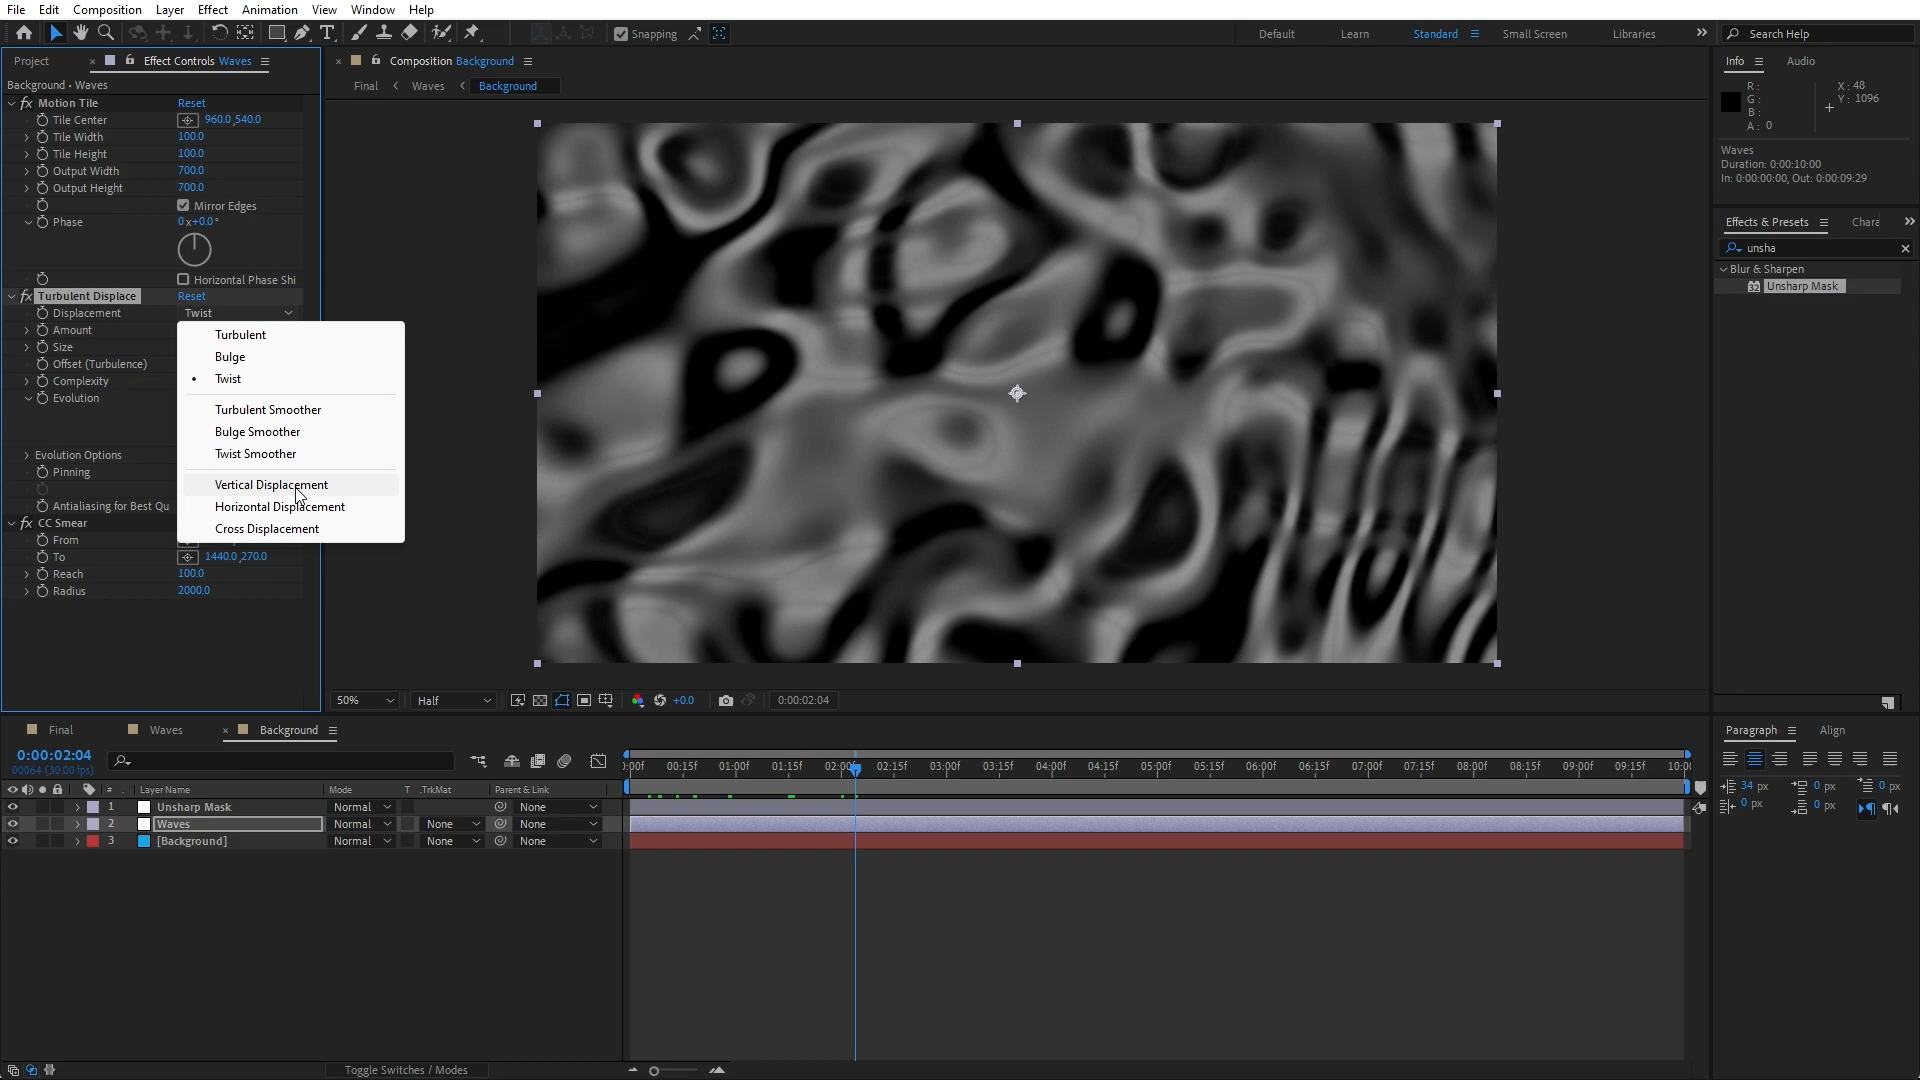 File Edit Composition Layer Effect Animation View Window Help
Snapping
Default Learn Standard Small Screen Libraries Search Help
Project Effect Controls Waves
Composition Background
Info Audio
Background • Waves
Final Waves Background
Motion Tile Reset
Tile Center 960.0,540.0
Tile Width 100.0
Tile Height 100.0
Output Width 700.0
Output Height 700.0
Mirror Edges
Phase 0x+0.0°
Horizontal Phase Shi
Turbulent Displace Reset
Displacement Twist
Amount
Size
Offset (Turbulence)
Complexity
Evolution
Evolution Options
Pinning
Antialiasing for Best Qu
CC Smear
From
To 1440.0,270.0
Reach 100.0
Radius 2000.0
Turbulent
Bulge
• Twist
Turbulent Smoother
Bulge Smoother
Twist Smoother
Vertical Displacement
Horizontal Displacement
Cross Displacement
R :
G :
B :
A : 0
X : 48
Y : 1096
Waves
Duration: 0:00:10:00
In: 0:00:00:00, Out: 0:00:09:29
Effects & Presets Chara
unsha
Blur & Sharpen
32 Unsharp Mask
50% Half +0.0 0:00:02:04
Final Waves Background
Paragraph Align
0:00:02:04
00064 (30.00 fps)
00:15f 01:00f 01:15f 02:00f 02:15f 03:00f 03:15f 04:00f 04:15f 05:00f 05:15f 06:00f 06:15f 07:00f 07:15f 08:00f 08:15f 09:00f 09:15f
# Layer Name Mode T .TrkMat Parent & Link
1 Unsharp Mask Normal None
2 Waves Normal None None
3 [Background] Normal None None
34 px 0 px 0 px
0 px 0 px
Toggle Switches / Modes